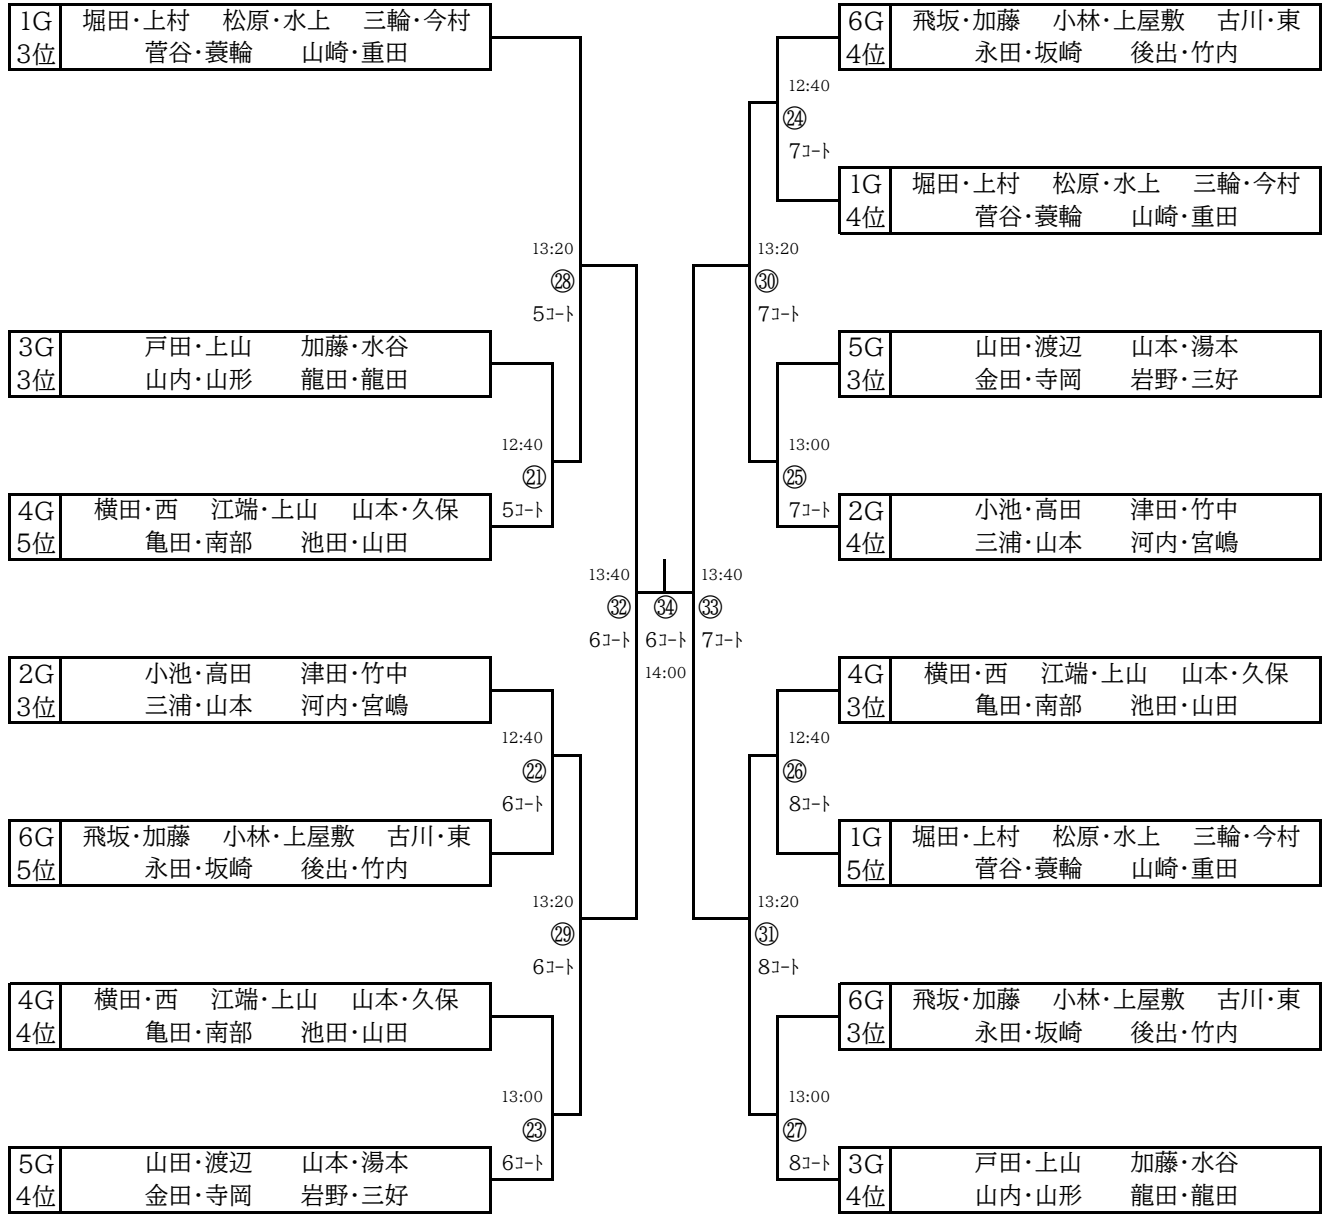 1G 堀田・上村 松原・水上 三輪・今村
3位 菅谷・蓑輪 山崎・重田
13:20
㉘
5ｺｰﾄ
3G 戸田・上山 加藤・水谷
3位 山内・山形 龍田・龍田
12:40
㉑
5ｺｰﾄ
4G 横田・西 江端・上山 山本・久保
5位 亀田・南部 池田・山田
13:40
㉜
6ｺｰﾄ
2G 小池・高田 津田・竹中
3位 三浦・山本 河内・宮嶋
12:40
㉒
6ｺｰﾄ
6G 飛坂・加藤 小林・上屋敷 古川・東
5位 永田・坂崎 後出・竹内
13:20
㉙
6ｺｰﾄ
4G 横田・西 江端・上山 山本・久保
4位 亀田・南部 池田・山田
13:00
㉓
6ｺｰﾄ
5G 山田・渡辺 山本・湯本
4位 金田・寺岡 岩野・三好
㉞
6ｺｰﾄ
14:00
6G 飛坂・加藤 小林・上屋敷 古川・東
4位 永田・坂崎 後出・竹内
12:40
㉔
7ｺｰﾄ
1G 堀田・上村 松原・水上 三輪・今村
4位 菅谷・蓑輪 山崎・重田
13:20
㉚
7ｺｰﾄ
5G 山田・渡辺 山本・湯本
3位 金田・寺岡 岩野・三好
13:00
㉕
7ｺｰﾄ
2G 小池・高田 津田・竹中
4位 三浦・山本 河内・宮嶋
13:40
㉝
7ｺｰﾄ
4G 横田・西 江端・上山 山本・久保
3位 亀田・南部 池田・山田
12:40
㉖
8ｺｰﾄ
1G 堀田・上村 松原・水上 三輪・今村
5位 菅谷・蓑輪 山崎・重田
13:20
㉛
8ｺｰﾄ
6G 飛坂・加藤 小林・上屋敷 古川・東
3位 永田・坂崎 後出・竹内
13:00
㉗
8ｺｰﾄ
3G 戸田・上山 加藤・水谷
4位 山内・山形 龍田・龍田